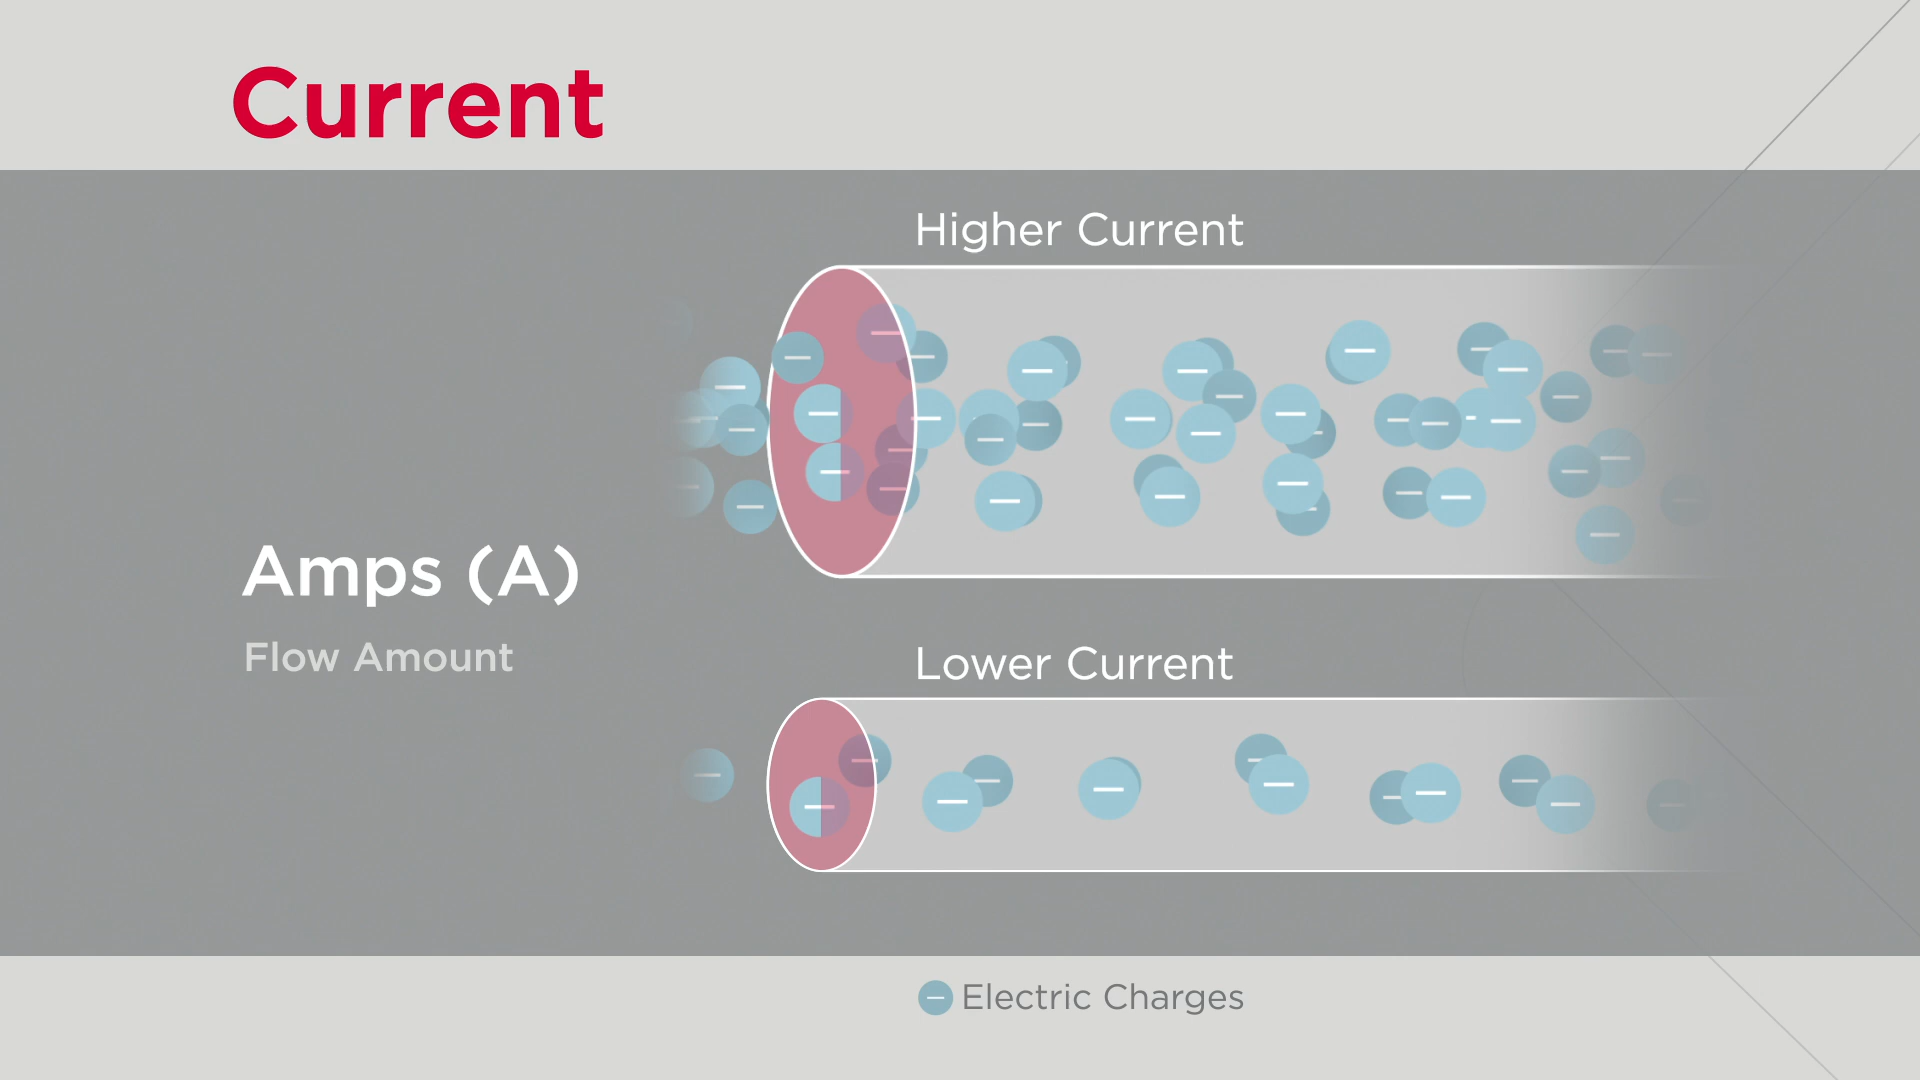 Current
Higher Current
Amps (A)
Flow Amount
Lower Current
Electric Charges